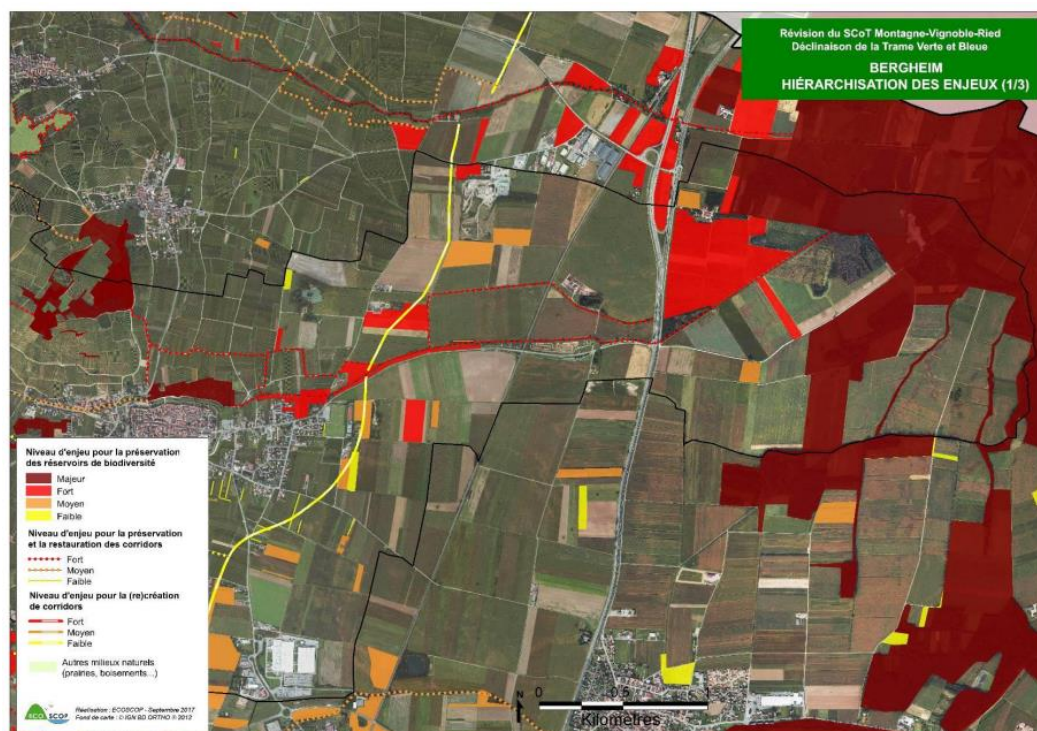 Révision du SCoT Montagne-Vignoble-Ried
Déclinaison de la Trame Verte et Bleue
BERGHEIM
HIÉRARCHISATION DES ENJEUX (1/3)
Niveau d'enjeu pour la préservation
des réservoirs de biodiversité
Majeur
Fort
Moyen
Faible
Niveau d'enjeu pour la préservation
et la restauration des corridors
Fort
Moyen
Faible
Niveau d'enjeu pour la (re)création
de corridors
Fort
Moyen
Faible
Autres milieux naturels
(prairies, boisements...)
ECO SCOP
Réalisation : ECOSCOP - Septembre 2017
Fond de carte : © IGN BD ORTHO ® 2012
N
0 0.5 1
Kilomètres